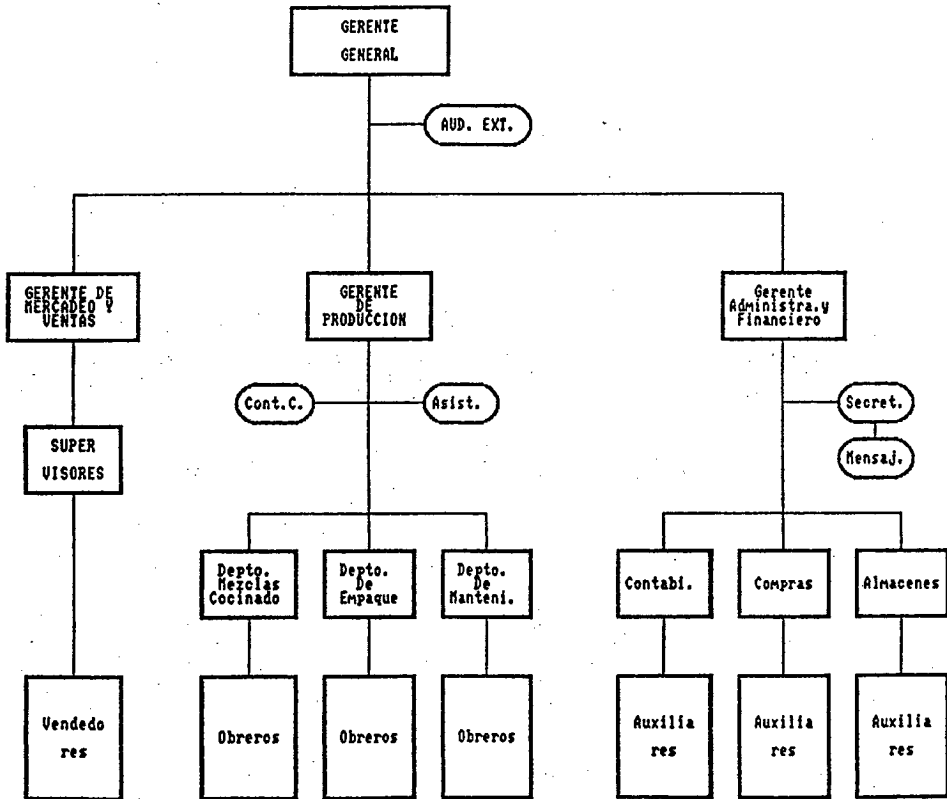 GERENTE
GENERAL
AUD. EXT.
GERENTE DE
MERCADEO Y
VENTAS
GERENTE
DE
PRODUCCION
Gerente
Administra.y
Financiero
Cont.C.
Asist.
Secret.
Mensaj.
SUPER
VISORES
Depto.
Mezclas
Cocinado
Depto.
De
Empaque
Depto.
De
Manteni.
Contabi.
Compras
Almacenes
Vendedo
res
Obreros
Obreros
Obreros
Auxilia
res
Auxilia
res
Auxilia
res